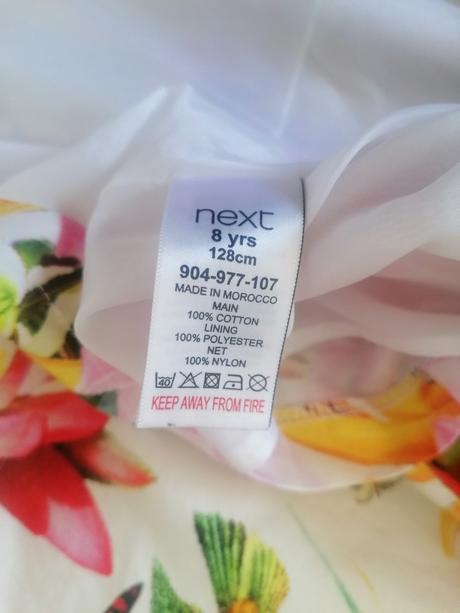 next
8 yrs
128cm
904-977-107
MADE IN MOROCCO
MAIN
100% COTTON
LINING
100% POLYESTER
NET
100% NYLON
40
KEEP AWAY FROM FIRE